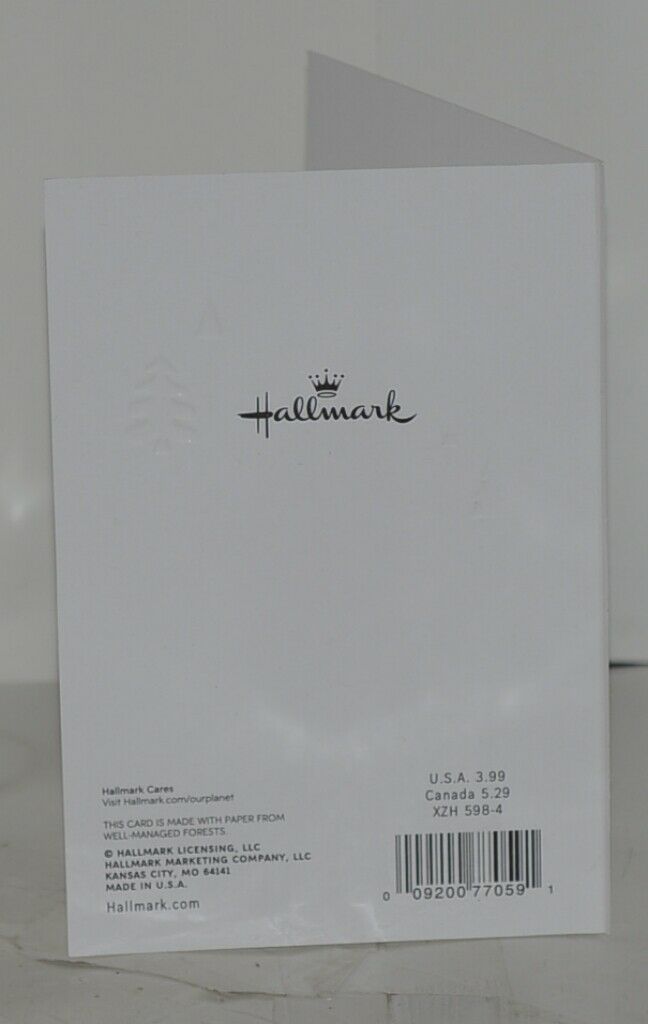 Hallmark
Hallmark Cares
Visit Hallmark.com/ourplanet
THIS CARD IS MADE WITH PAPER FROM
WELL-MANAGED FORESTS.
© HALLMARK LICENSING, LLC
HALLMARK MARKETING COMPANY, LLC
KANSAS CITY, MO 64141
MADE IN U.S.A.
Hallmark.com
U.S.A. 3.99
Canada 5.29
XZH 598-4
0 09200 77059 1